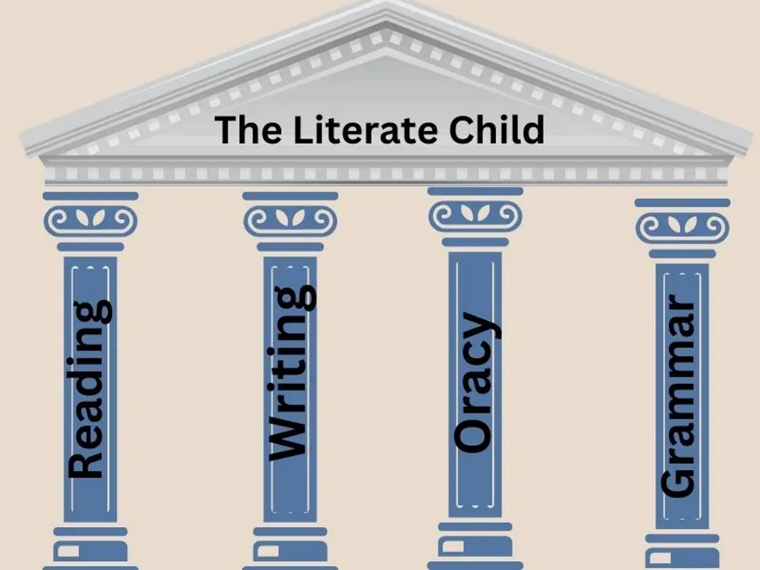 The Literate Child
Reading
Writing
Oracy
Grammar